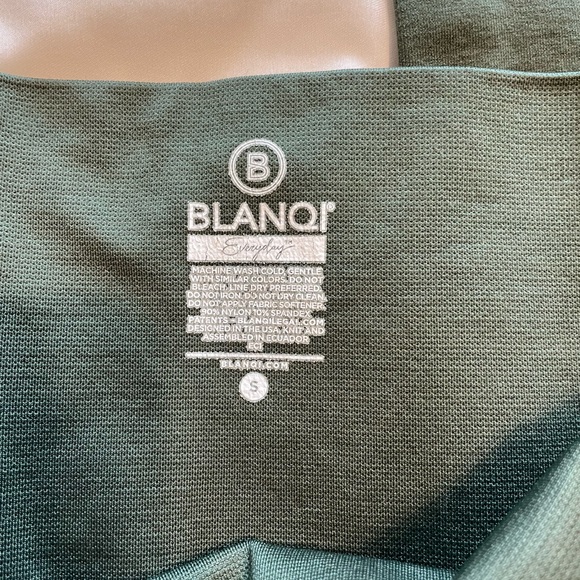 B
BLANQI®
Everyday™
MACHINE WASH COLD, GENTLE
WITH SIMILAR COLORS. DO NOT
BLEACH. LINE DRY PREFERRED.
DO NOT IRON. DO NOT DRY CLEAN.
DO NOT APPLY FABRIC SOFTENER.
90% NYLON 10% SPANDEX
PATENTS - BLANQILEGAL.COM
DESIGNED IN THE USA, KNIT AND
ASSEMBLED IN ECUADOR
BLANQI.COM
S